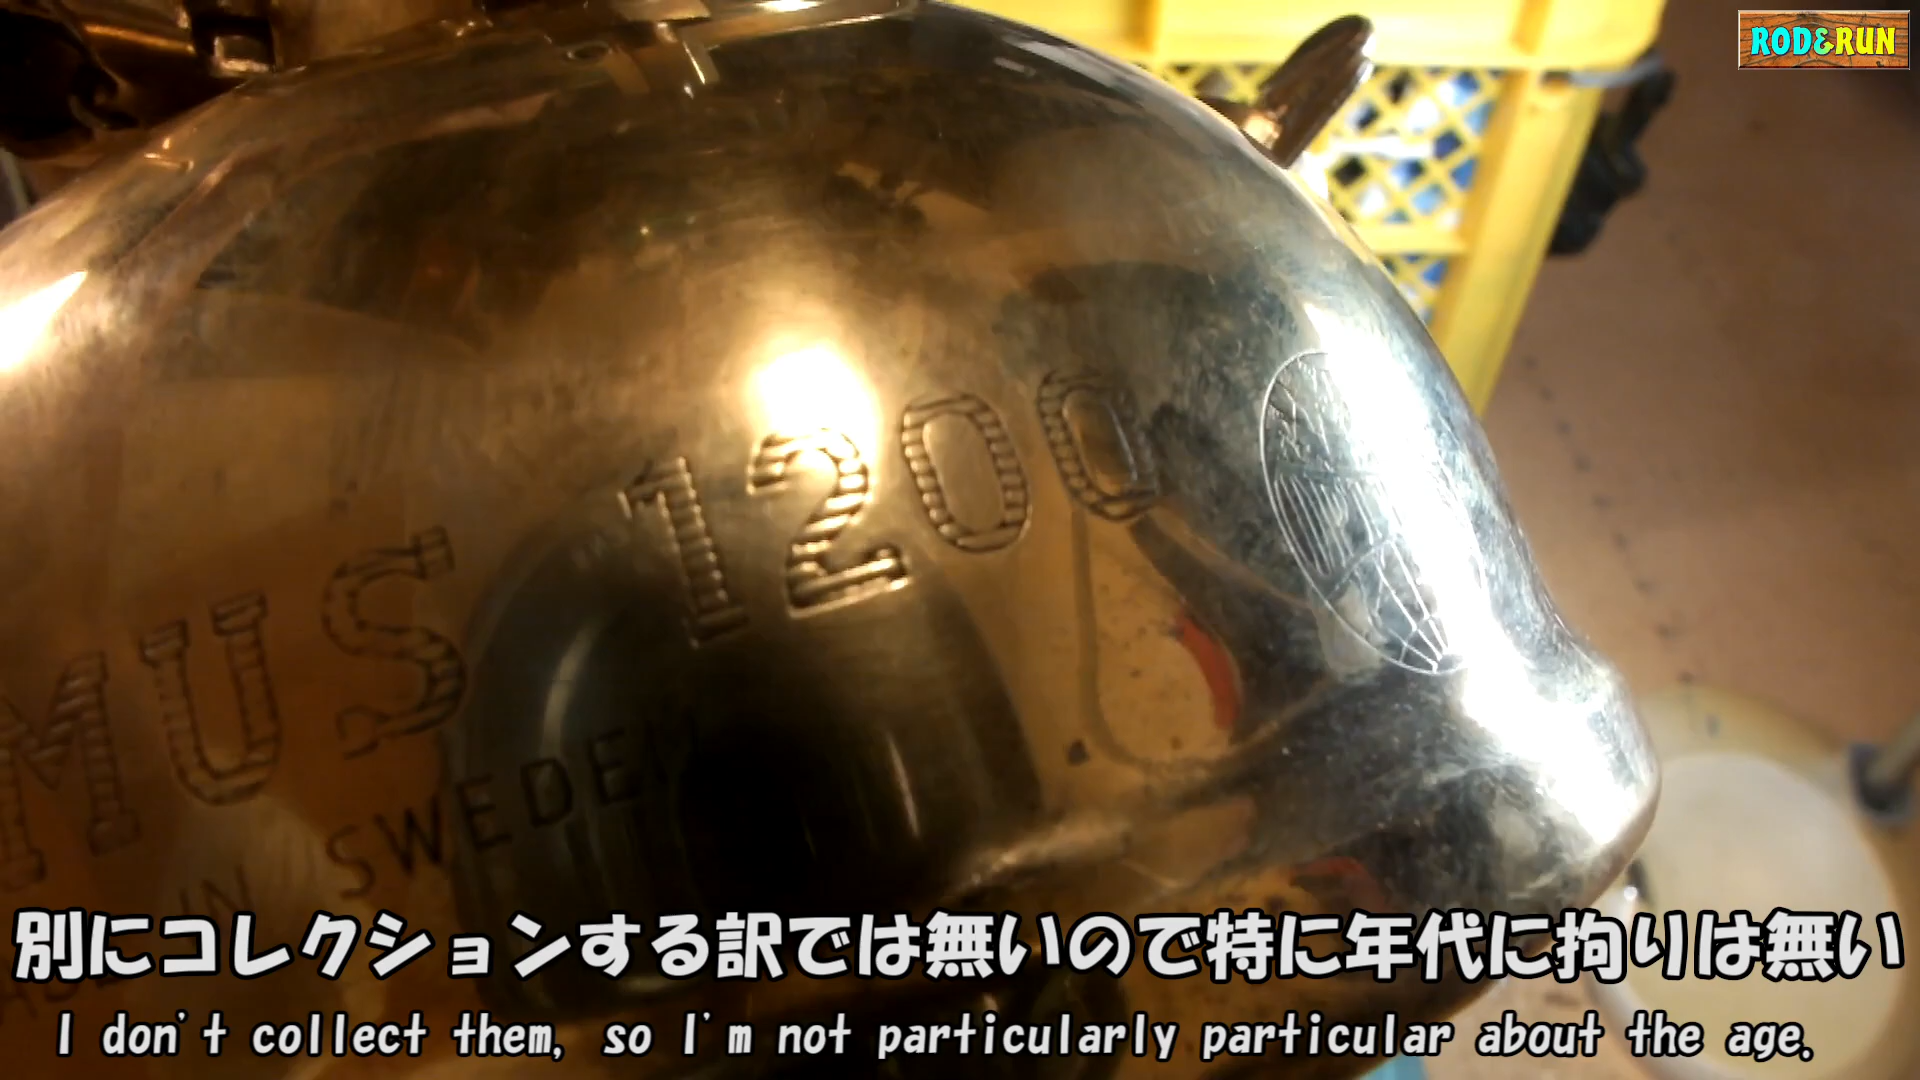 ROD&RUN
MUS 1200
IN SWEDEN
別にコレクションする訳では無いので特に年代に拘りは無い
I don't collect them, so I'm not particularly particular about the age.